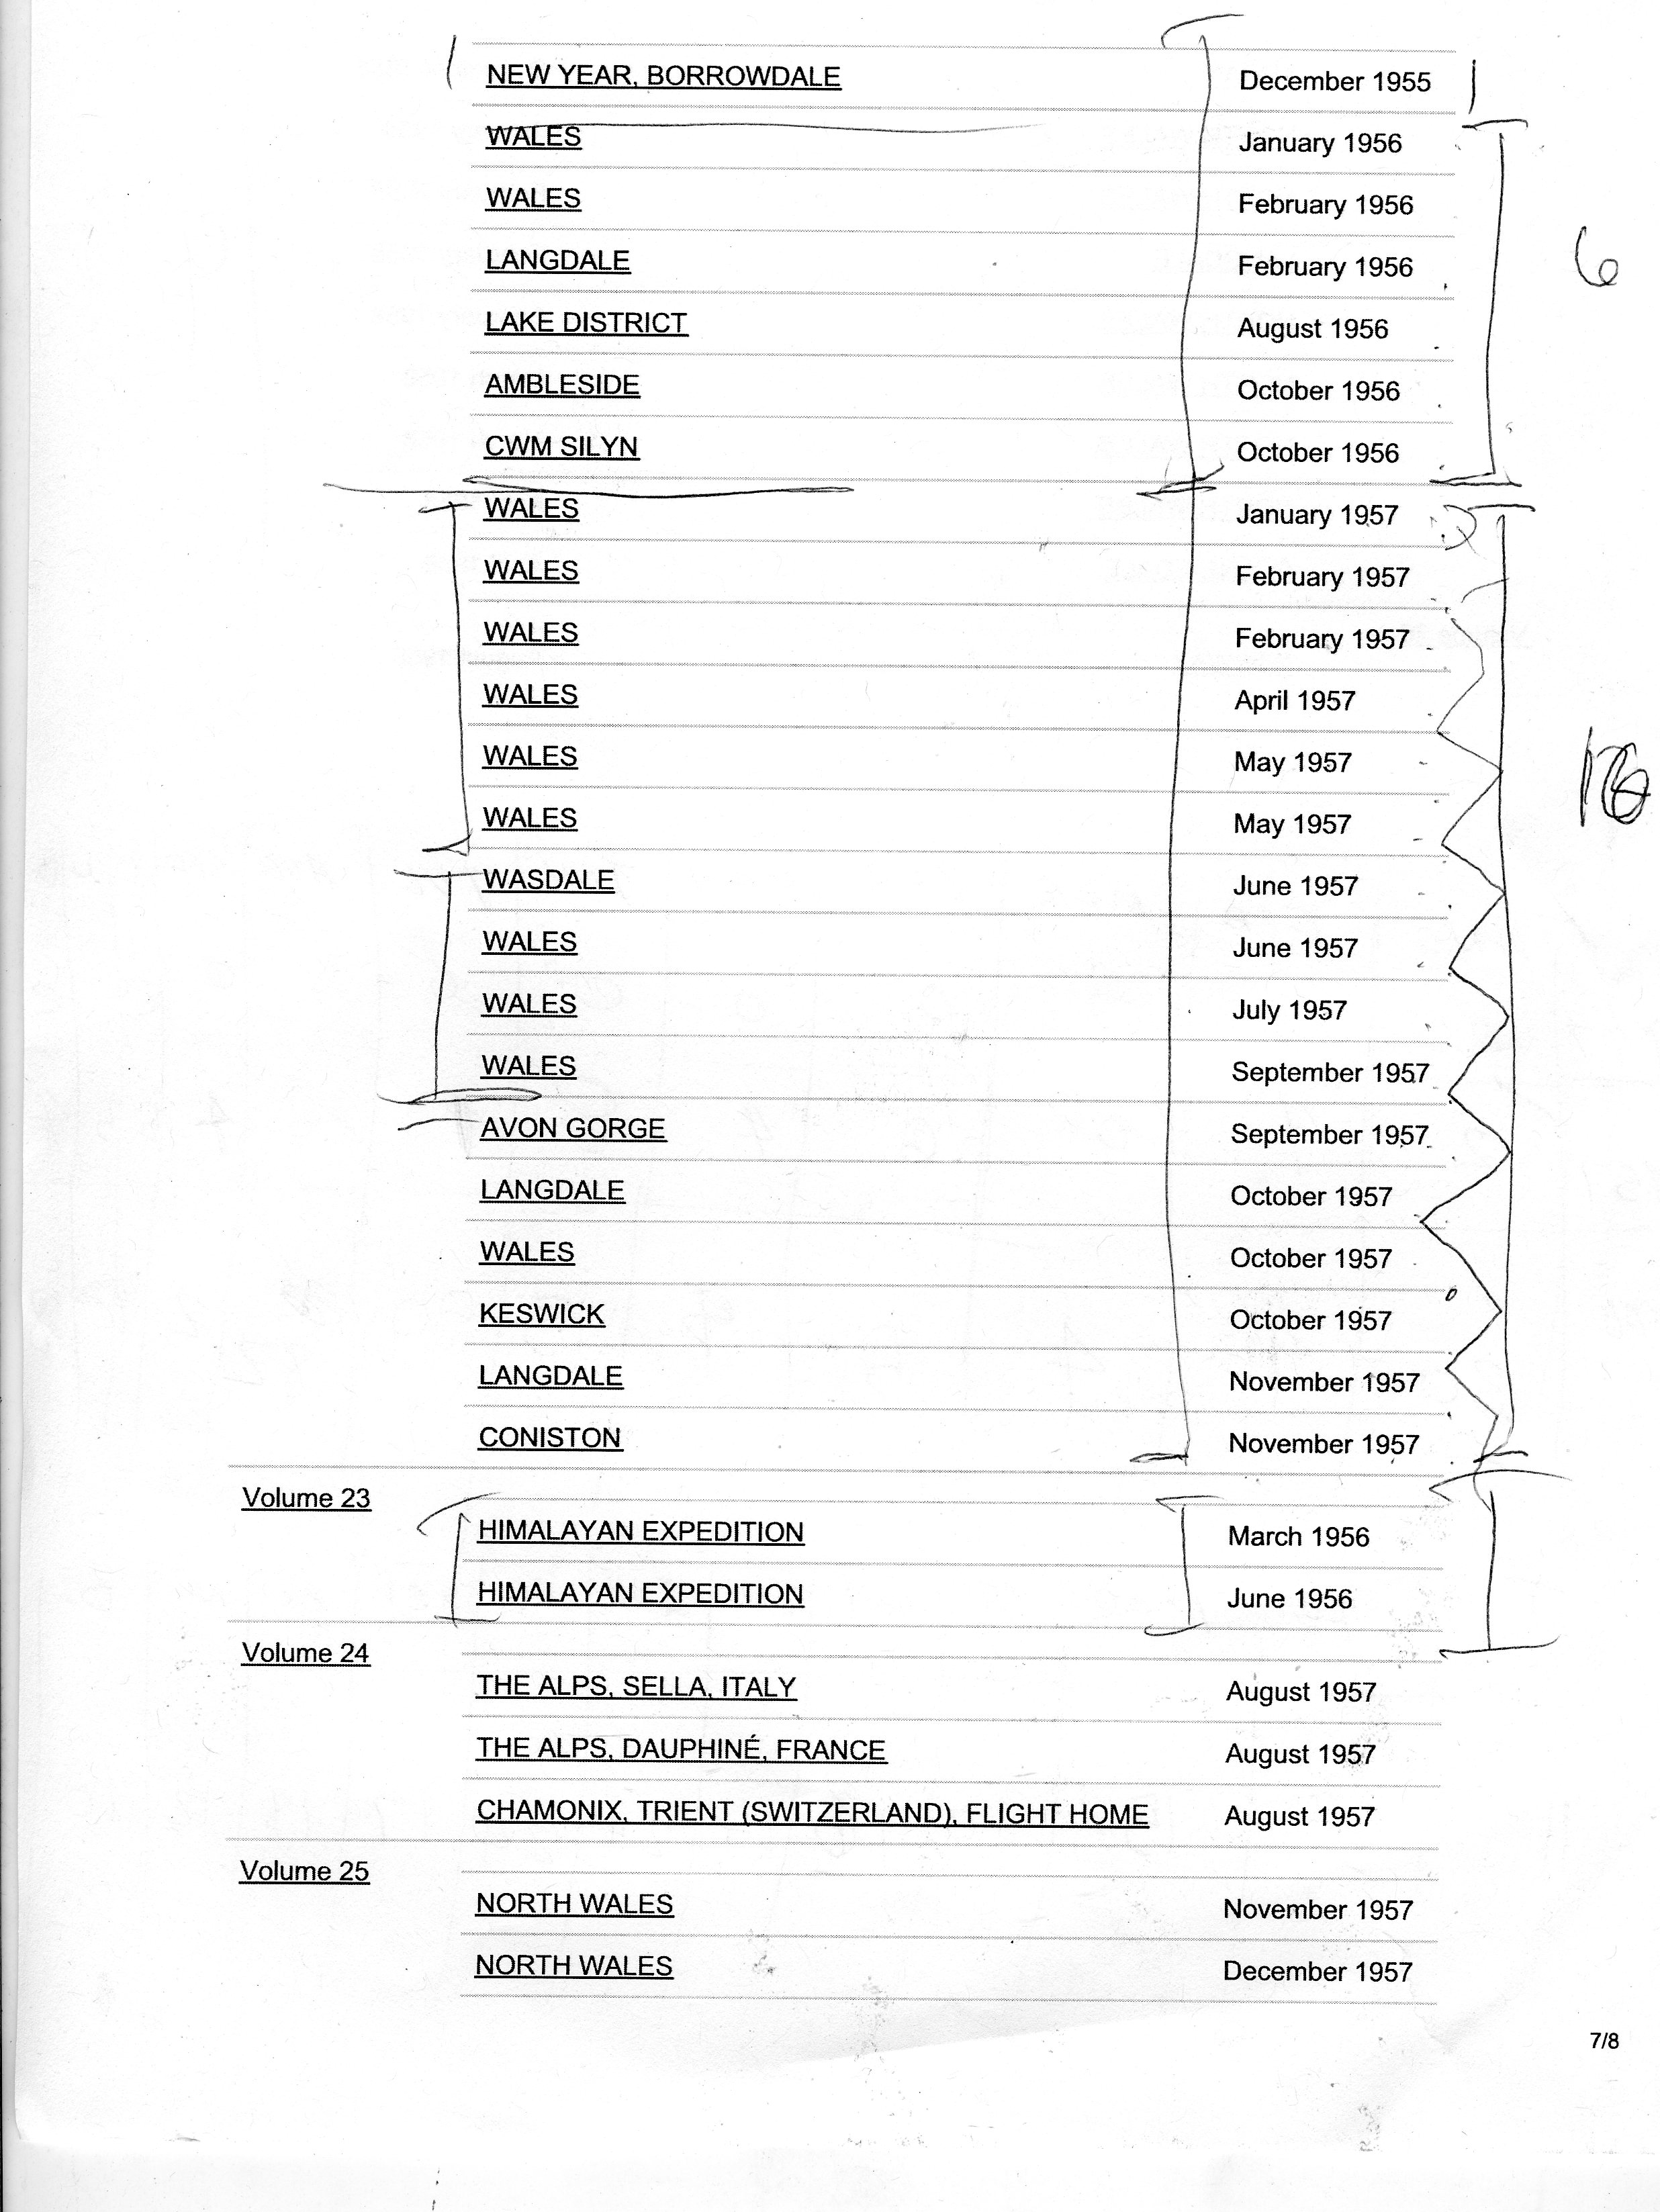 NEW YEAR, BORROWDALE December 1955
WALES January 1956
WALES February 1956
6
LANGDALE February 1956
LAKE DISTRICT August 1956
AMBLESIDE October 1956
CWM SILYN October 1956
WALES January 1957
WALES February 1957
WALES February 1957
WALES April 1957
WALES May 1957
WALES May 1957
WASDALE June 1957
WALES June 1957
WALES July 1957
WALES September 1957
AVON GORGE September 1957
LANGDALE October 1957
WALES October 1957
KESWICK October 1957
LANGDALE November 1957
CONISTON November 1957
Volume 23
HIMALAYAN EXPEDITION March 1956
HIMALAYAN EXPEDITION June 1956
Volume 24
THE ALPS, SELLA, ITALY August 1957
THE ALPS, DAUPHINÉ, FRANCE August 1957
CHAMONIX, TRIENT (SWITZERLAND), FLIGHT HOME August 1957
Volume 25
NORTH WALES November 1957
NORTH WALES December 1957
7/8